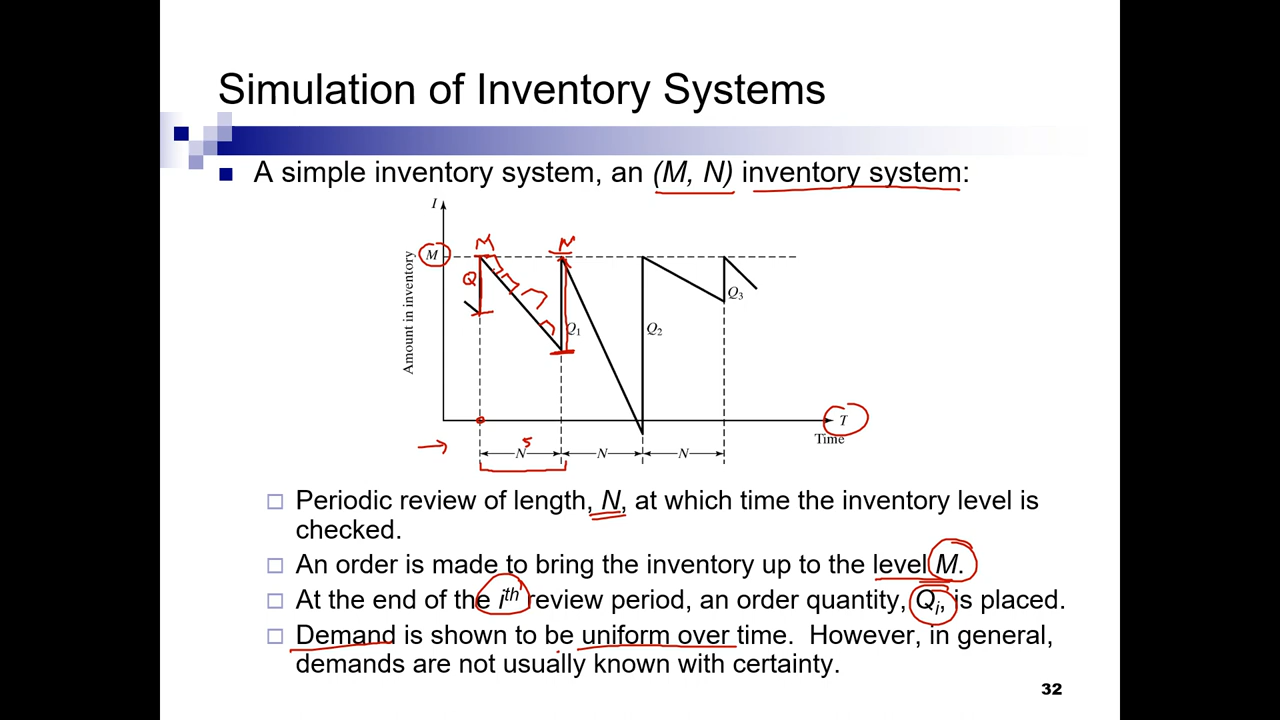 Simulation of Inventory Systems
A simple inventory system, an (M, N) inventory system:
I
M
M
N
Q
Amount in inventory
Q1
Q2
Q3
T
Time
5
N
N
N
Periodic review of length, N, at which time the inventory level is
checked.
An order is made to bring the inventory up to the level M.
At the end of the ith review period, an order quantity, Qi, is placed.
Demand is shown to be uniform over time. However, in general,
demands are not usually known with certainty.
32